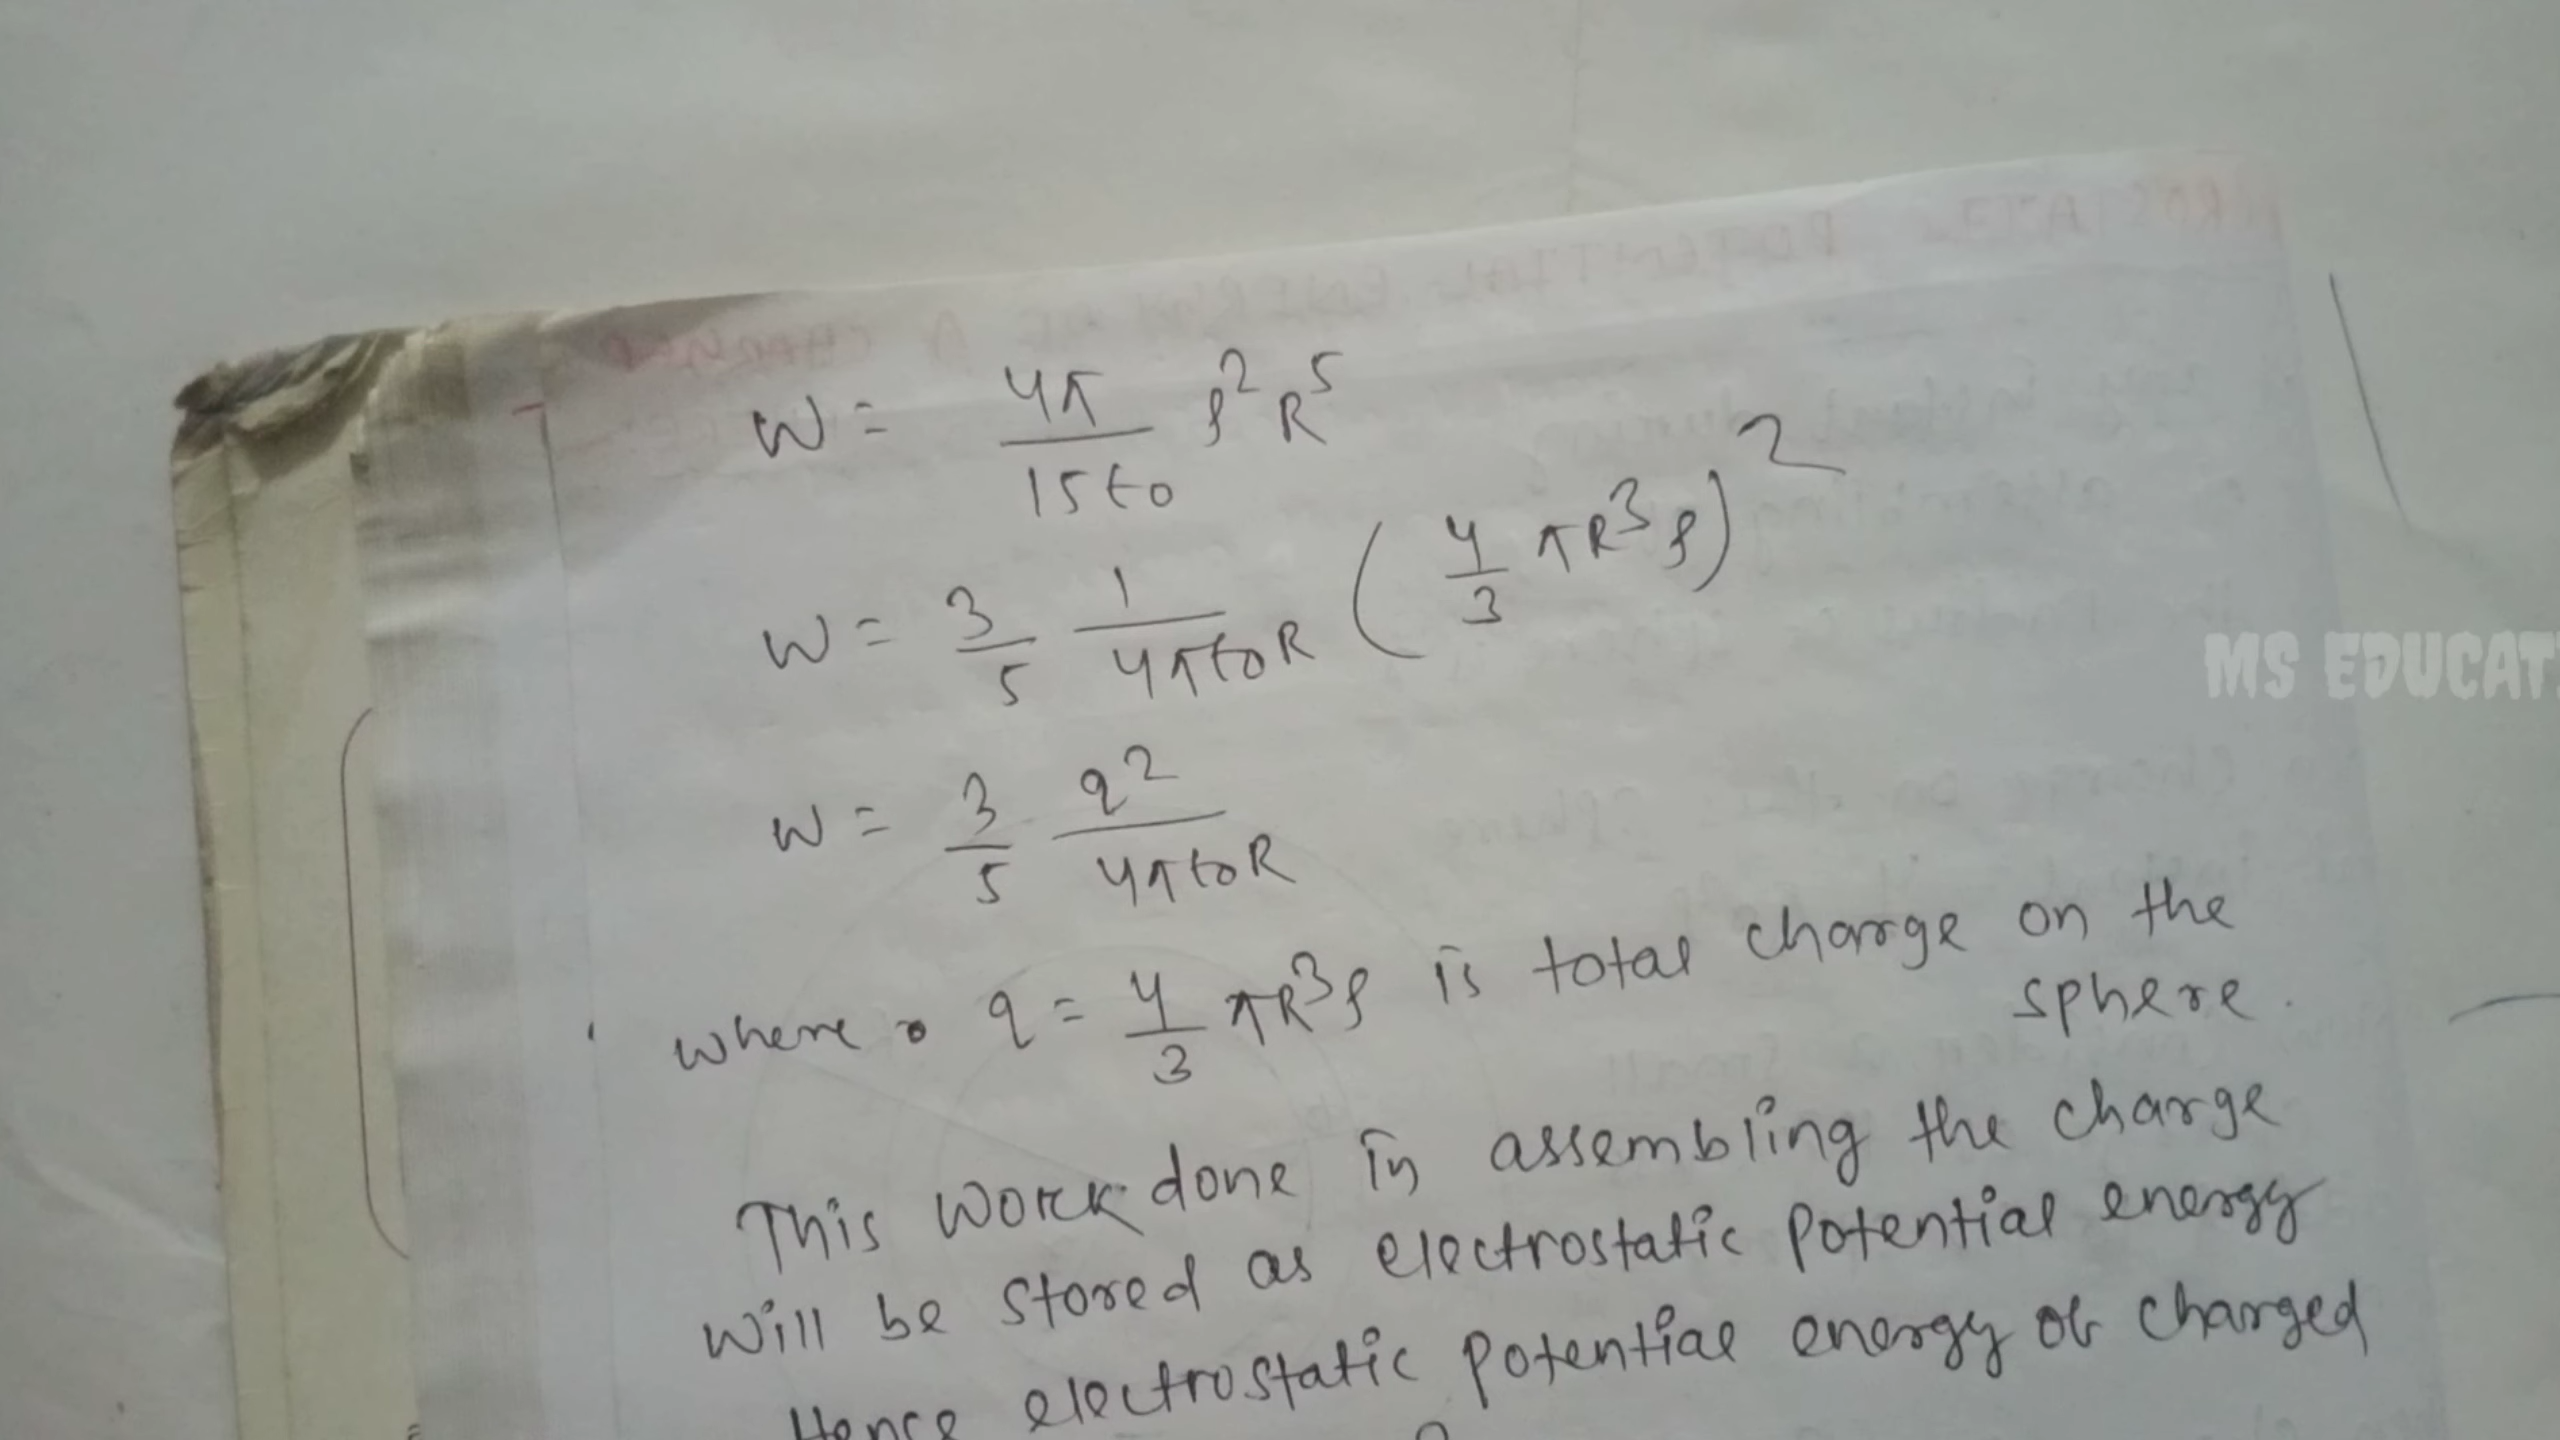 W = 4π/15ε0 ρ²R⁵
W = 3/5 1/4πε0R (4/3 πR³ρ)²
MS EDUCAT
W = 3/5 q²/4πε0R
where q = 4/3 πR³ρ is total charge on the
sphere.
This work done in assembling the charge
will be stored as electrostatic potential energy
Hence electrostatic potential energy of charged